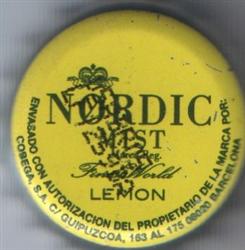 NORDIC
MIST
World
LEMON
ENVASADO CON AUTORIZACION DEL PROPIETARIO DE LA MARCA POR:
COBEGA, S.A. C/ GUIPUZCOA, 163 AL 175 08020 BARCELONA